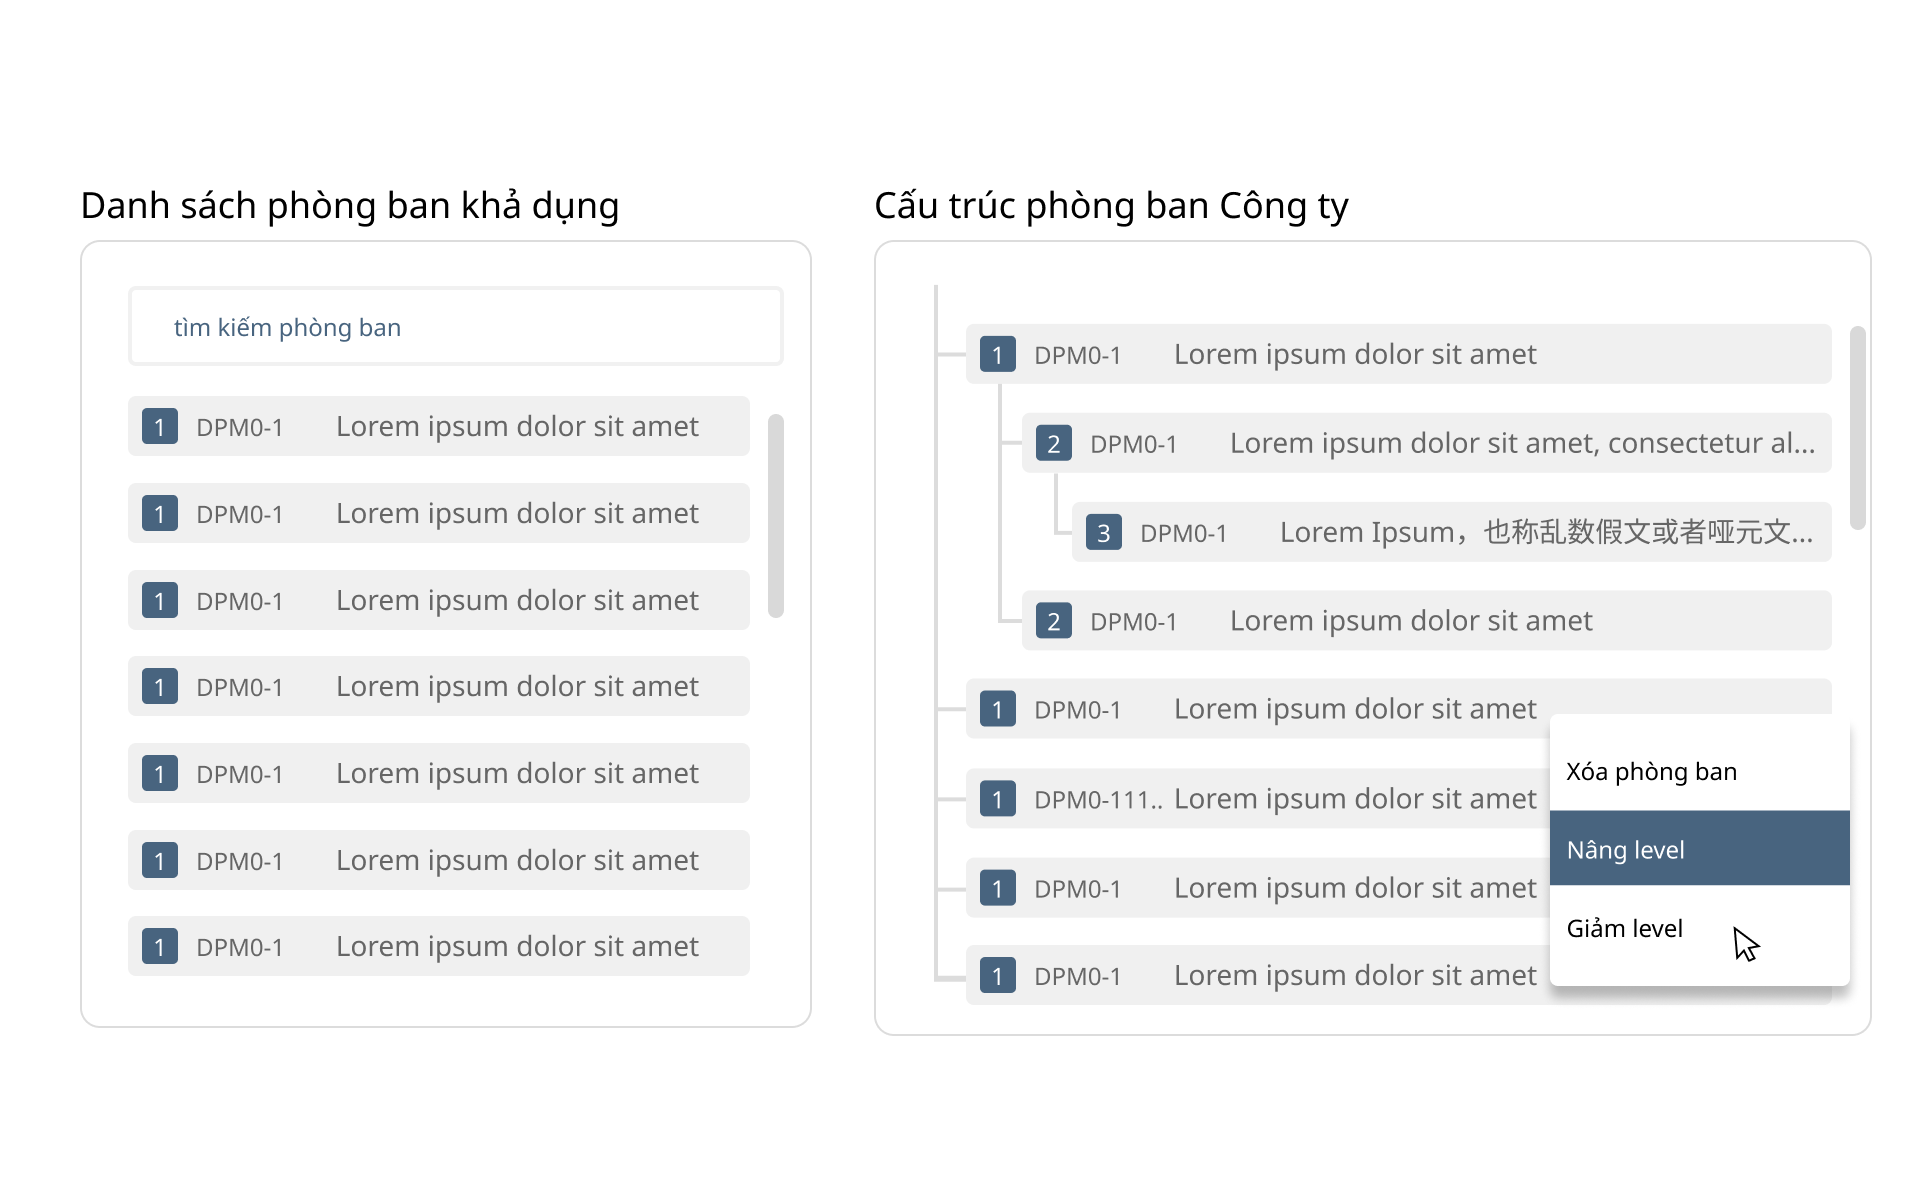 Danh sách phòng ban khả dụng
tìm kiếm phòng ban
1 DPM0-1 Lorem ipsum dolor sit amet
1 DPM0-1 Lorem ipsum dolor sit amet
1 DPM0-1 Lorem ipsum dolor sit amet
1 DPM0-1 Lorem ipsum dolor sit amet
1 DPM0-1 Lorem ipsum dolor sit amet
1 DPM0-1 Lorem ipsum dolor sit amet
1 DPM0-1 Lorem ipsum dolor sit amet
Cấu trúc phòng ban Công ty
1 DPM0-1 Lorem ipsum dolor sit amet
2 DPM0-1 Lorem ipsum dolor sit amet, consectetur al...
3 DPM0-1 Lorem Ipsum，也称乱数假文或者哑元文...
2 DPM0-1 Lorem ipsum dolor sit amet
1 DPM0-1 Lorem ipsum dolor sit amet
1 DPM0-111.. Lorem ipsum dolor sit amet
1 DPM0-1 Lorem ipsum dolor sit amet
1 DPM0-1 Lorem ipsum dolor sit amet
Xóa phòng ban
Nâng level
Giảm level